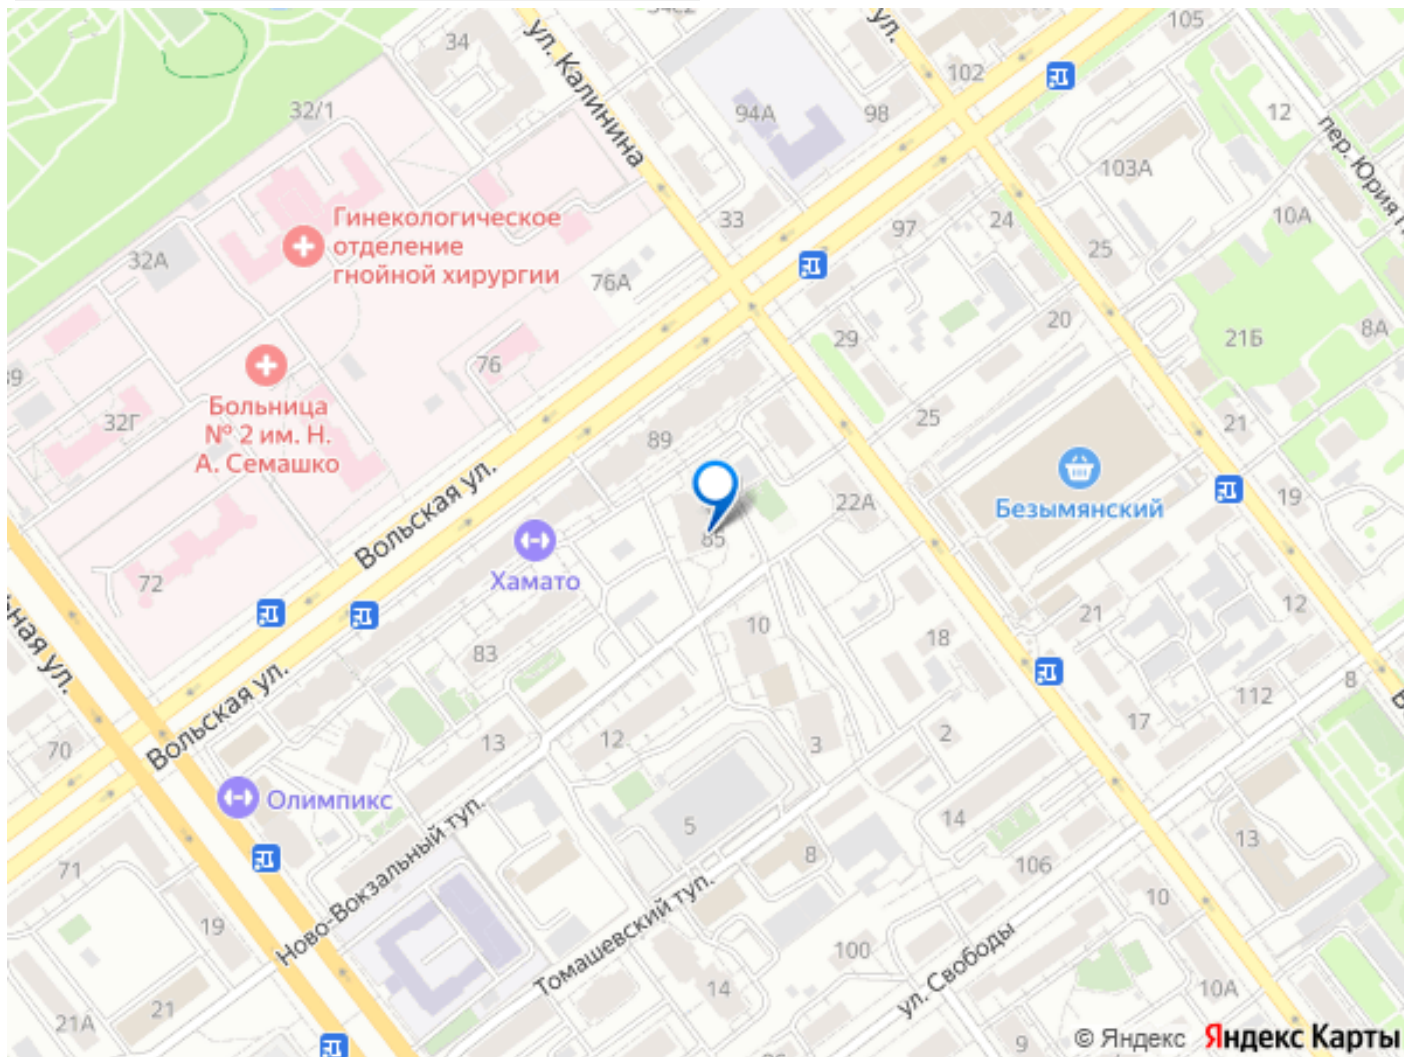 34
ул. Калинина
ул.
105
102
32/1
94А
98
12
пер. Юрия
103А
Гинекологическое
отделение
гнойной хирургии
33
97
24
10А
25
32А
76А
20
29
21Б
8А
76
Больница
№ 2 им. Н.
А. Семашко
32Г
25
21
89
Вольская ул.
Безымянский
19
22А
85
Хамато
72
12
21
10
18
83
8
112
17
Вольская ул.
70
13
12
3
2
Олимпикс
5
14
13
Ново-Вокзальный туп.
8
71
106
Томашевский туп.
10
19
100
ул. Свободы
14
10А
21
21А
9
© Яндекс
Яндекс Карты